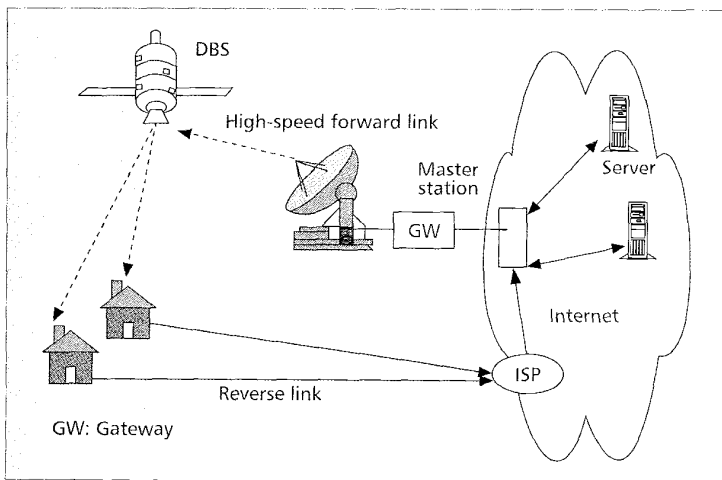 DBS
High-speed forward link
Master
station
Server
GW
Internet
ISP
Reverse link
GW: Gateway